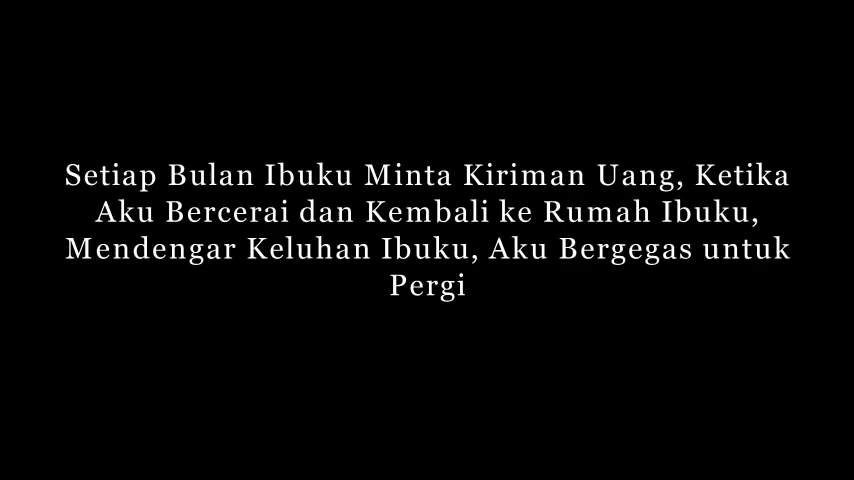 Setiap Bulan Ibuku Minta Kiriman Uang, Ketika
Aku Bercerai dan Kembali ke Rumah Ibuku,
Mendengar Keluhan Ibuku, Aku Bergegas untuk
Pergi